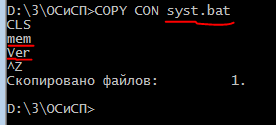 D:\3\ОСиСП>COPY CON syst.bat
CLS
mem
Ver
^Z
Скопировано файлов:         1.
D:\3\ОСиСП>